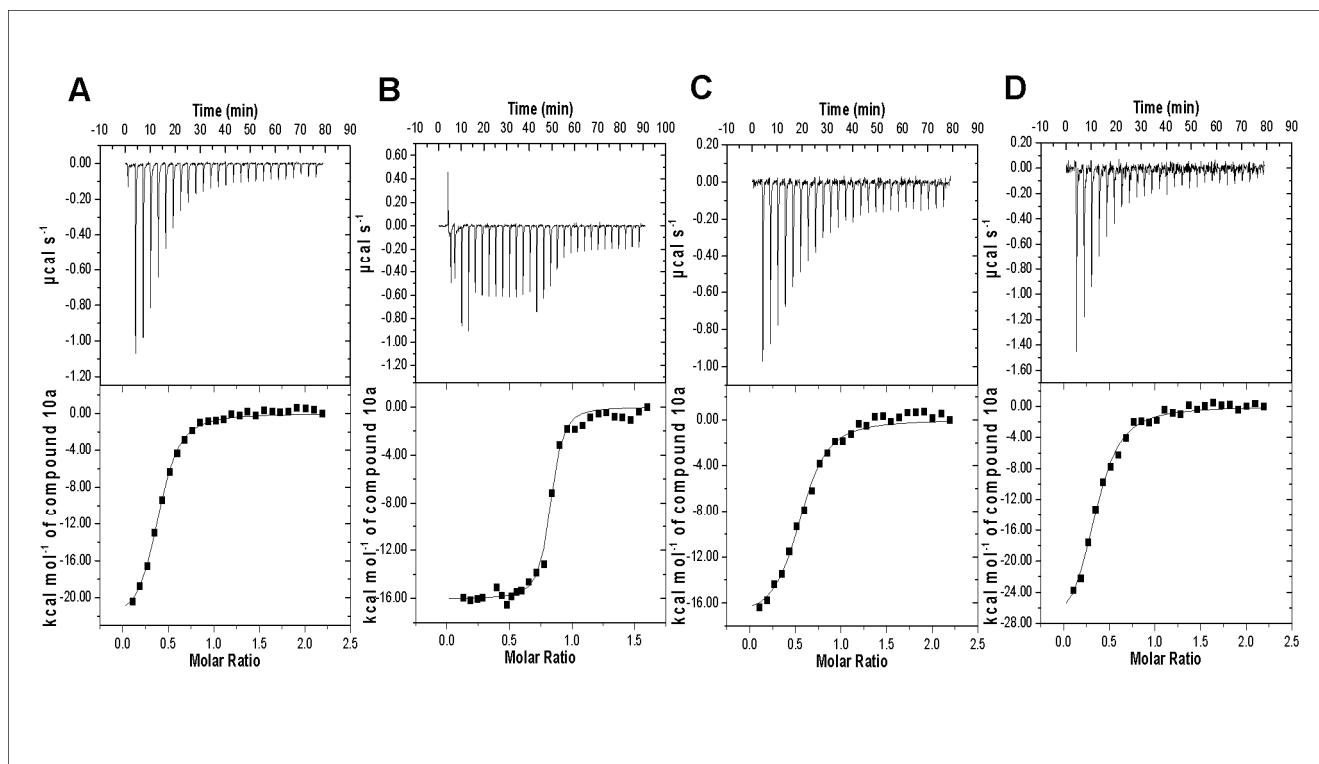 A
Time (min)
-10 0 10 20 30 40 50 60 70 80 90
0.00
-0.20
-0.40
-0.60
-0.80
-1.00
-1.20
µcal s-1
0.00
-4.00
-8.00
-12.00
-16.00
-20.00
kcal mol-1 of compound 10a
0.0 0.5 1.0 1.5 2.0 2.5
Molar Ratio
B
Time (min)
-10 0 10 20 30 40 50 60 70 80 90 100
0.60
0.40
0.20
0.00
-0.20
-0.40
-0.60
-0.80
-1.00
-1.20
µcal s-1
0.00
-4.00
-8.00
-12.00
-16.00
kcal mol-1 of compound 10a
0.0 0.5 1.0 1.5
Molar Ratio
C
Time (min)
-10 0 10 20 30 40 50 60 70 80 90
0.20
0.00
-0.20
-0.40
-0.60
-0.80
-1.00
µcal s-1
0.00
-4.00
-8.00
-12.00
-16.00
kcal mol-1 of compound 10a
0.0 0.5 1.0 1.5 2.0 2.5
Molar Ratio
D
Time (min)
-10 0 10 20 30 40 50 60 70 80 90
0.20
0.00
-0.20
-0.40
-0.60
-0.80
-1.00
-1.20
-1.40
-1.60
µcal s-1
0.00
-4.00
-8.00
-12.00
-16.00
-20.00
-24.00
-28.00
kcal mol-1 of compound 10a
0.0 0.5 1.0 1.5 2.0 2.5
Molar Ratio